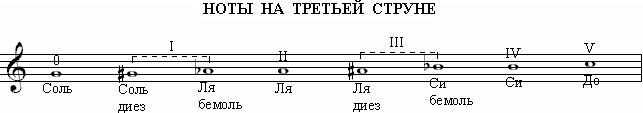 НОТЫ НА ТРЕТЬЕЙ СТРУНЕ
0 I II III IV V
Соль Соль Ля Ля Ля Си Си До
диез бемоль диез бемоль